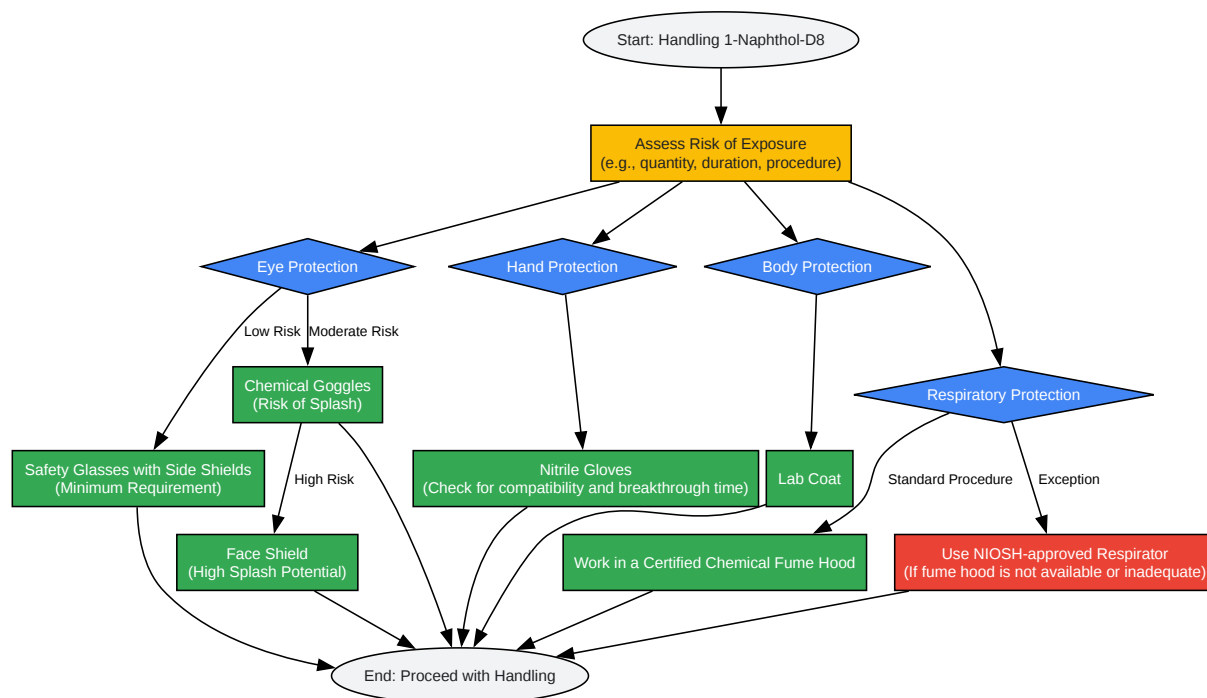 Start: Handling 1-Naphthol-D8
Assess Risk of Exposure
(e.g., quantity, duration, procedure)
Eye Protection
Hand Protection
Body Protection
Low Risk
Moderate Risk
Chemical Goggles
(Risk of Splash)
Respiratory Protection
Safety Glasses with Side Shields
(Minimum Requirement)
High Risk
Nitrile Gloves
(Check for compatibility and breakthrough time)
Lab Coat
Standard Procedure
Exception
Face Shield
(High Splash Potential)
Work in a Certified Chemical Fume Hood
Use NIOSH-approved Respirator
(If fume hood is not available or inadequate)
End: Proceed with Handling